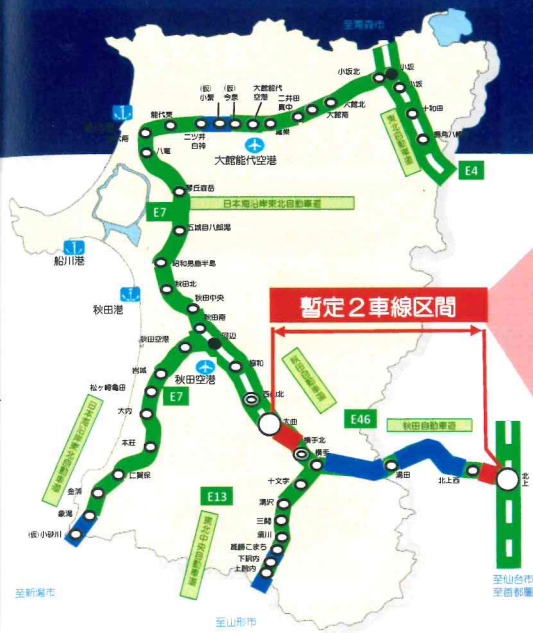 至青森市
小坂北
小坂
小坂
十和田
鹿角八幡
東北自動車道
E4
(仮)
小繋
(仮)
今泉
大館能代
空港
二井田
真中
大館北
大館南
鷹巣
能代東
二ツ井
白神
能代南
八竜
大館能代空港
琴丘森岳
日本海沿岸東北自動車道
E7
五城目八郎潟
船川港
昭和男鹿半島
秋田北
秋田港
秋田中央
秋田南
河辺
秋田空港
秋田空港
協和
西仙北
大曲
秋田自動車道
暫定2車線区間
岩城
松ヶ崎亀田
E7
大内
日本海沿岸東北自動車道
本荘
仁賀保
金浦
象潟
(仮)小砂川
E46
秋田自動車道
横手北
横手
湯田
北上西
北上
十文字
E13
湯沢
三関
須川
雄勝こまち
下院内
上院内
東北中央自動車道
至新潟市
至山形市
至仙台市
至首都圏